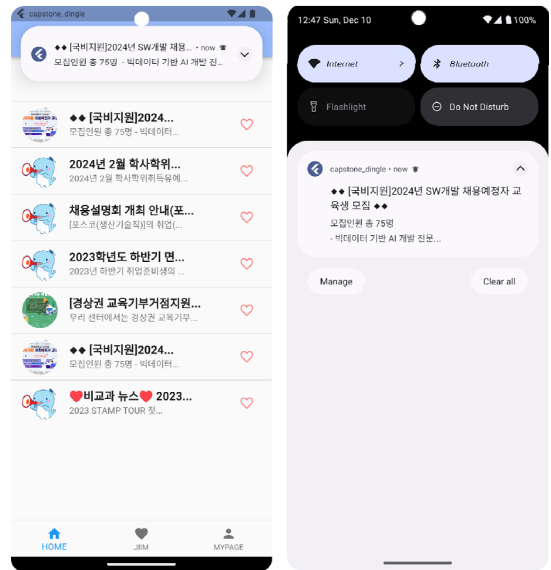 capstone_dingle
◆◆ [국비지원]2024년 SW개발 채용... • now
모집인원 총 75명 - 빅데이터 기반 AI 개발 전...
◆◆ [국비지원]2024...
모집인원 총 75명 - 빅데이터...
2024년 2월 학사학위...
2024년 2월 학사학위취득유예...
채용설명회 개최 안내(포...
[포스코(생산기술직)]의 취업(...
2023학년도 하반기 면...
2023년 하반기 취업준비생의 ...
[경상권 교육기부거점지원...
우리 센터에서는 경상권 교육기부...
◆◆ [국비지원]2024...
모집인원 총 75명 - 빅데이터...
❤️비교과 뉴스❤️ 2023...
2023 STAMP TOUR 첫...
HOME
JJIM
MYPAGE
12:47 Sun, Dec 10
100%
Internet
Bluetooth
Flashlight
Do Not Disturb
capstone_dingle • now
◆◆ [국비지원]2024년 SW개발 채용예정자 교
육생 모집 ◆◆
모집인원 총 75명
- 빅데이터 기반 AI 개발 전문...
Manage
Clear all